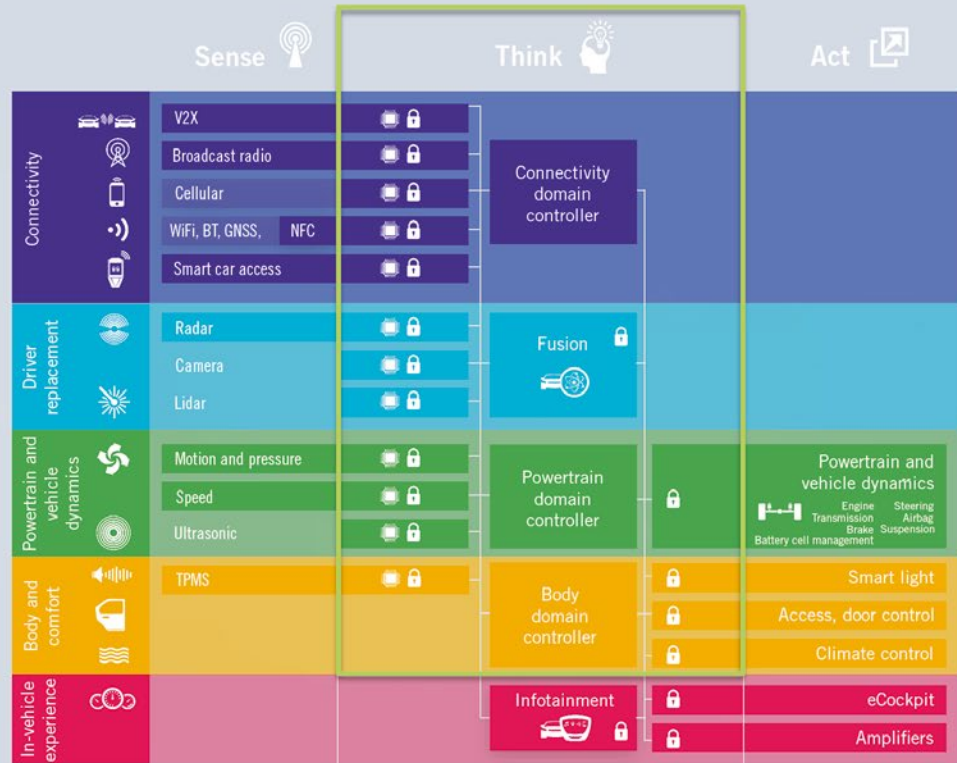 Sense
Think
Act
Connectivity
V2X
Broadcast radio
Cellular
WiFi, BT, GNSS,
NFC
Smart car access
Connectivity
domain
controller
Driver
replacement
Radar
Camera
Lidar
Fusion
Powertrain and
vehicle
dynamics
Motion and pressure
Speed
Ultrasonic
Powertrain
domain
controller
Powertrain and
vehicle dynamics
Engine Steering
Transmission Airbag
Brake Suspension
Battery cell management
Body and
comfort
TPMS
Body
domain
controller
Smart light
Access, door control
Climate control
In-vehicle
experience
Infotainment
eCockpit
Amplifiers